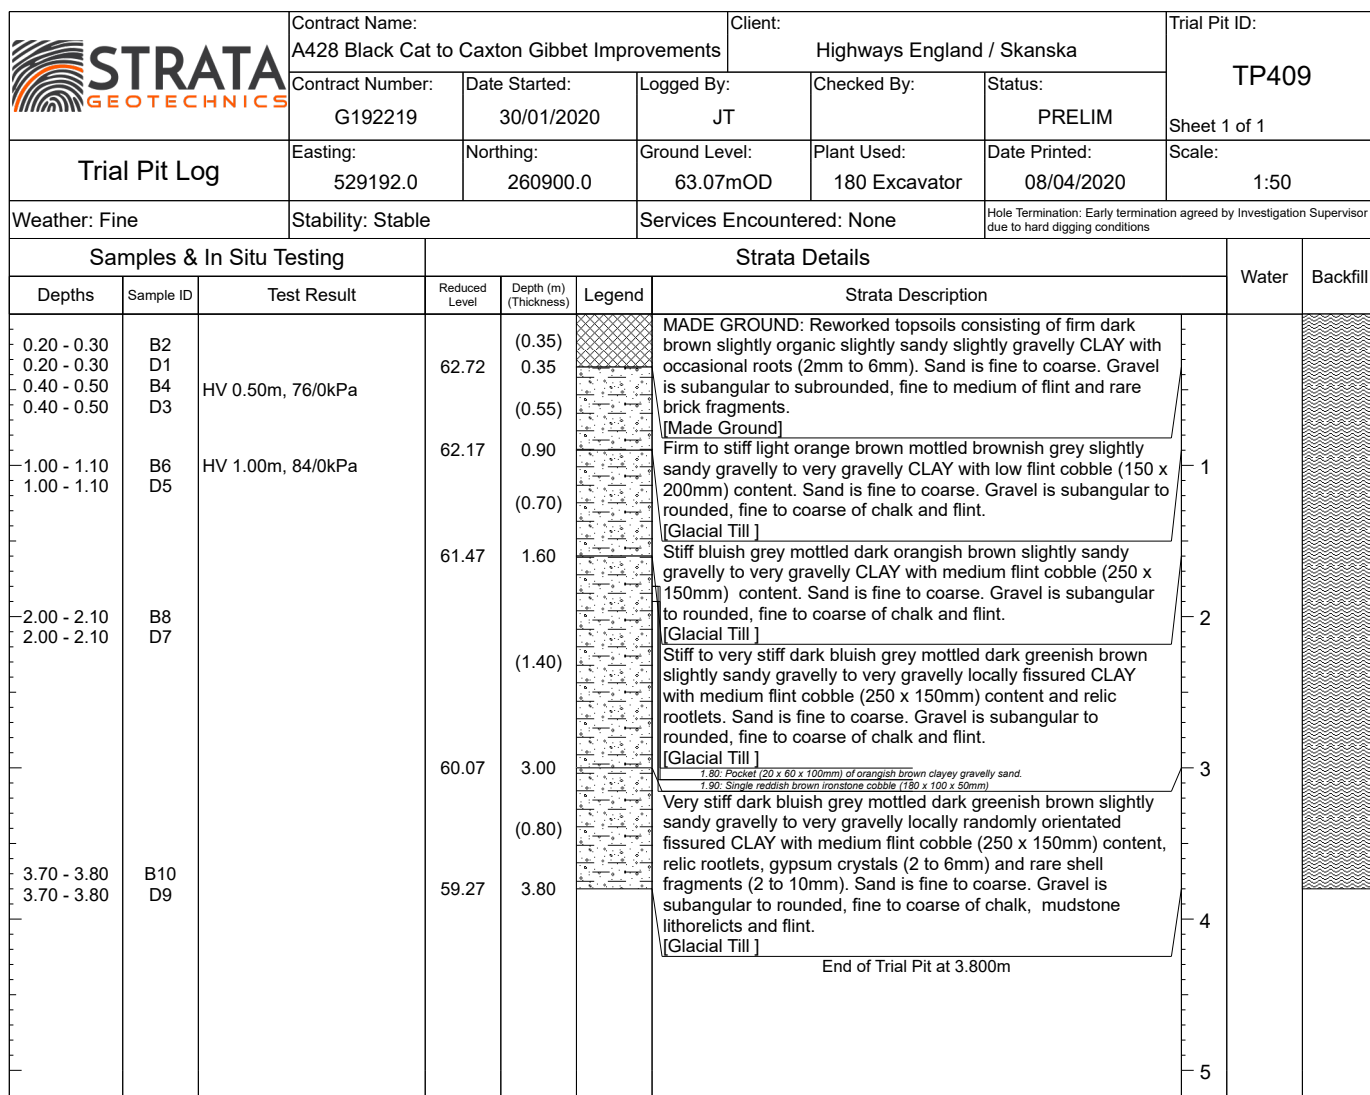 STRATA
GEOTECHNICS
Contract Name:
A428 Black Cat to Caxton Gibbet Improvements
Client:
Highways England / Skanska
Trial Pit ID:
TP409
Sheet 1 of 1
Contract Number:
G192219
Date Started:
30/01/2020
Logged By:
JT
Checked By:
Status:
PRELIM
Trial Pit Log
Easting:
529192.0
Northing:
260900.0
Ground Level:
63.07mOD
Plant Used:
180 Excavator
Date Printed:
08/04/2020
Scale:
1:50
Weather: Fine
Stability: Stable
Services Encountered: None
Hole Termination: Early termination agreed by Investigation Supervisor
due to hard digging conditions
Samples & In Situ Testing
Strata Details
Water
Backfill
Depths
Sample ID
Test Result
Reduced
Level
Depth (m)
(Thickness)
Legend
Strata Description
0.20 - 0.30 B2
0.20 - 0.30 D1
0.40 - 0.50 B4
HV 0.50m, 76/0kPa
0.40 - 0.50 D3
1.00 - 1.10 B6 HV 1.00m, 84/0kPa
1.00 - 1.10 D5
2.00 - 2.10 B8
2.00 - 2.10 D7
3.70 - 3.80 B10
3.70 - 3.80 D9
(0.35)
62.72 0.35
(0.55)
62.17 0.90
(0.70)
61.47 1.60
(1.40)
60.07 3.00
(0.80)
59.27 3.80
MADE GROUND: Reworked topsoils consisting of firm dark
brown slightly organic slightly sandy slightly gravelly CLAY with
occasional roots (2mm to 6mm). Sand is fine to coarse. Gravel
is subangular to subrounded, fine to medium of flint and rare
brick fragments.
[Made Ground]
Firm to stiff light orange brown mottled brownish grey slightly
sandy gravelly to very gravelly CLAY with low flint cobble (150 x
200mm) content. Sand is fine to coarse. Gravel is subangular to
rounded, fine to coarse of chalk and flint.
[Glacial Till ]
Stiff bluish grey mottled dark orangish brown slightly sandy
gravelly to very gravelly CLAY with medium flint cobble (250 x
150mm)  content. Sand is fine to coarse. Gravel is subangular
to rounded, fine to coarse of chalk and flint.
[Glacial Till ]
Stiff to very stiff dark bluish grey mottled dark greenish brown
slightly sandy gravelly to very gravelly locally fissured CLAY
with medium flint cobble (250 x 150mm) content and relic
rootlets. Sand is fine to coarse. Gravel is subangular to
rounded, fine to coarse of chalk and flint.
[Glacial Till ]
1.80: Pocket (20 x 60 x 100mm) of orangish brown clayey gravelly sand.
1.90: Single reddish brown ironstone cobble (180 x 100 x 50mm)
Very stiff dark bluish grey mottled dark greenish brown slightly
sandy gravelly to very gravelly locally randomly orientated
fissured CLAY with medium flint cobble (250 x 150mm) content,
relic rootlets, gypsum crystals (2 to 6mm) and rare shell
fragments (2 to 10mm). Sand is fine to coarse. Gravel is
subangular to rounded, fine to coarse of chalk,  mudstone
lithorelicts and flint.
[Glacial Till ]
End of Trial Pit at 3.800m
1
2
3
4
5